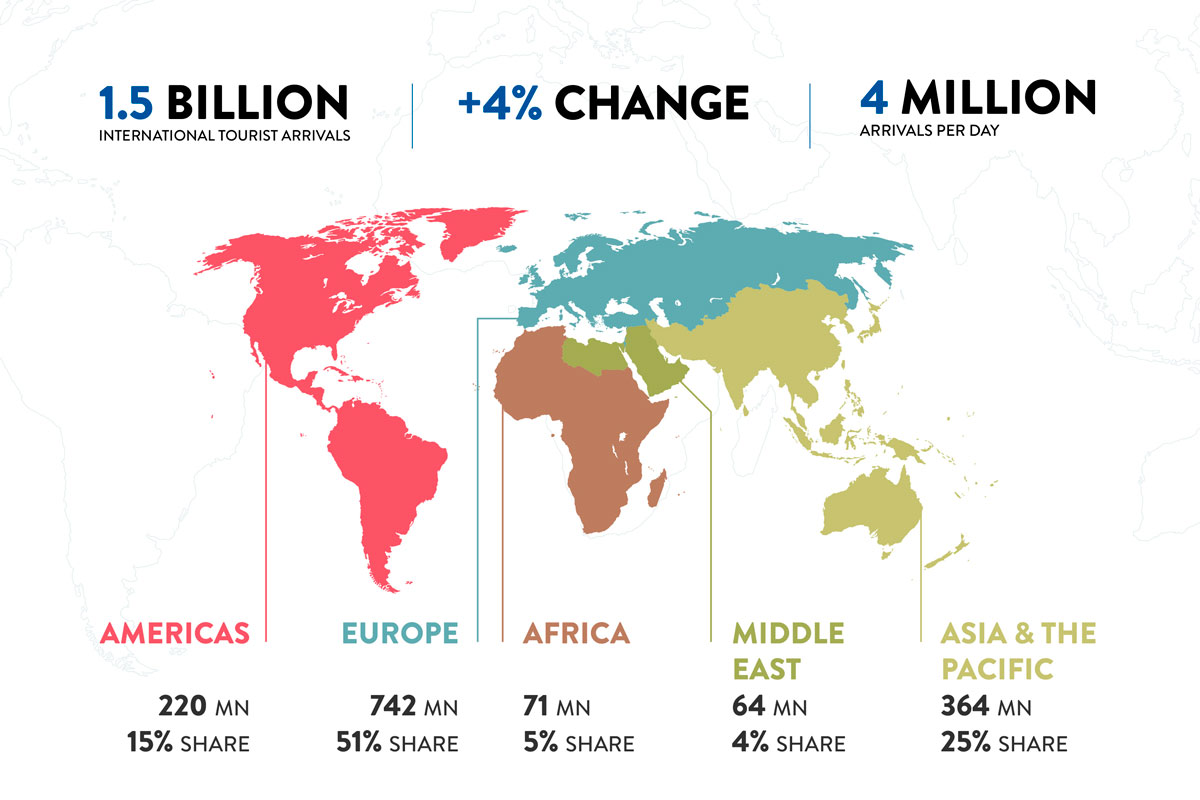 1.5 BILLION
INTERNATIONAL TOURIST ARRIVALS
+4% CHANGE
4 MILLION
ARRIVALS PER DAY
AMERICAS
220 MN
15% SHARE
EUROPE
742 MN
51% SHARE
AFRICA
71 MN
5% SHARE
MIDDLE
EAST
64 MN
4% SHARE
ASIA & THE
PACIFIC
364 MN
25% SHARE